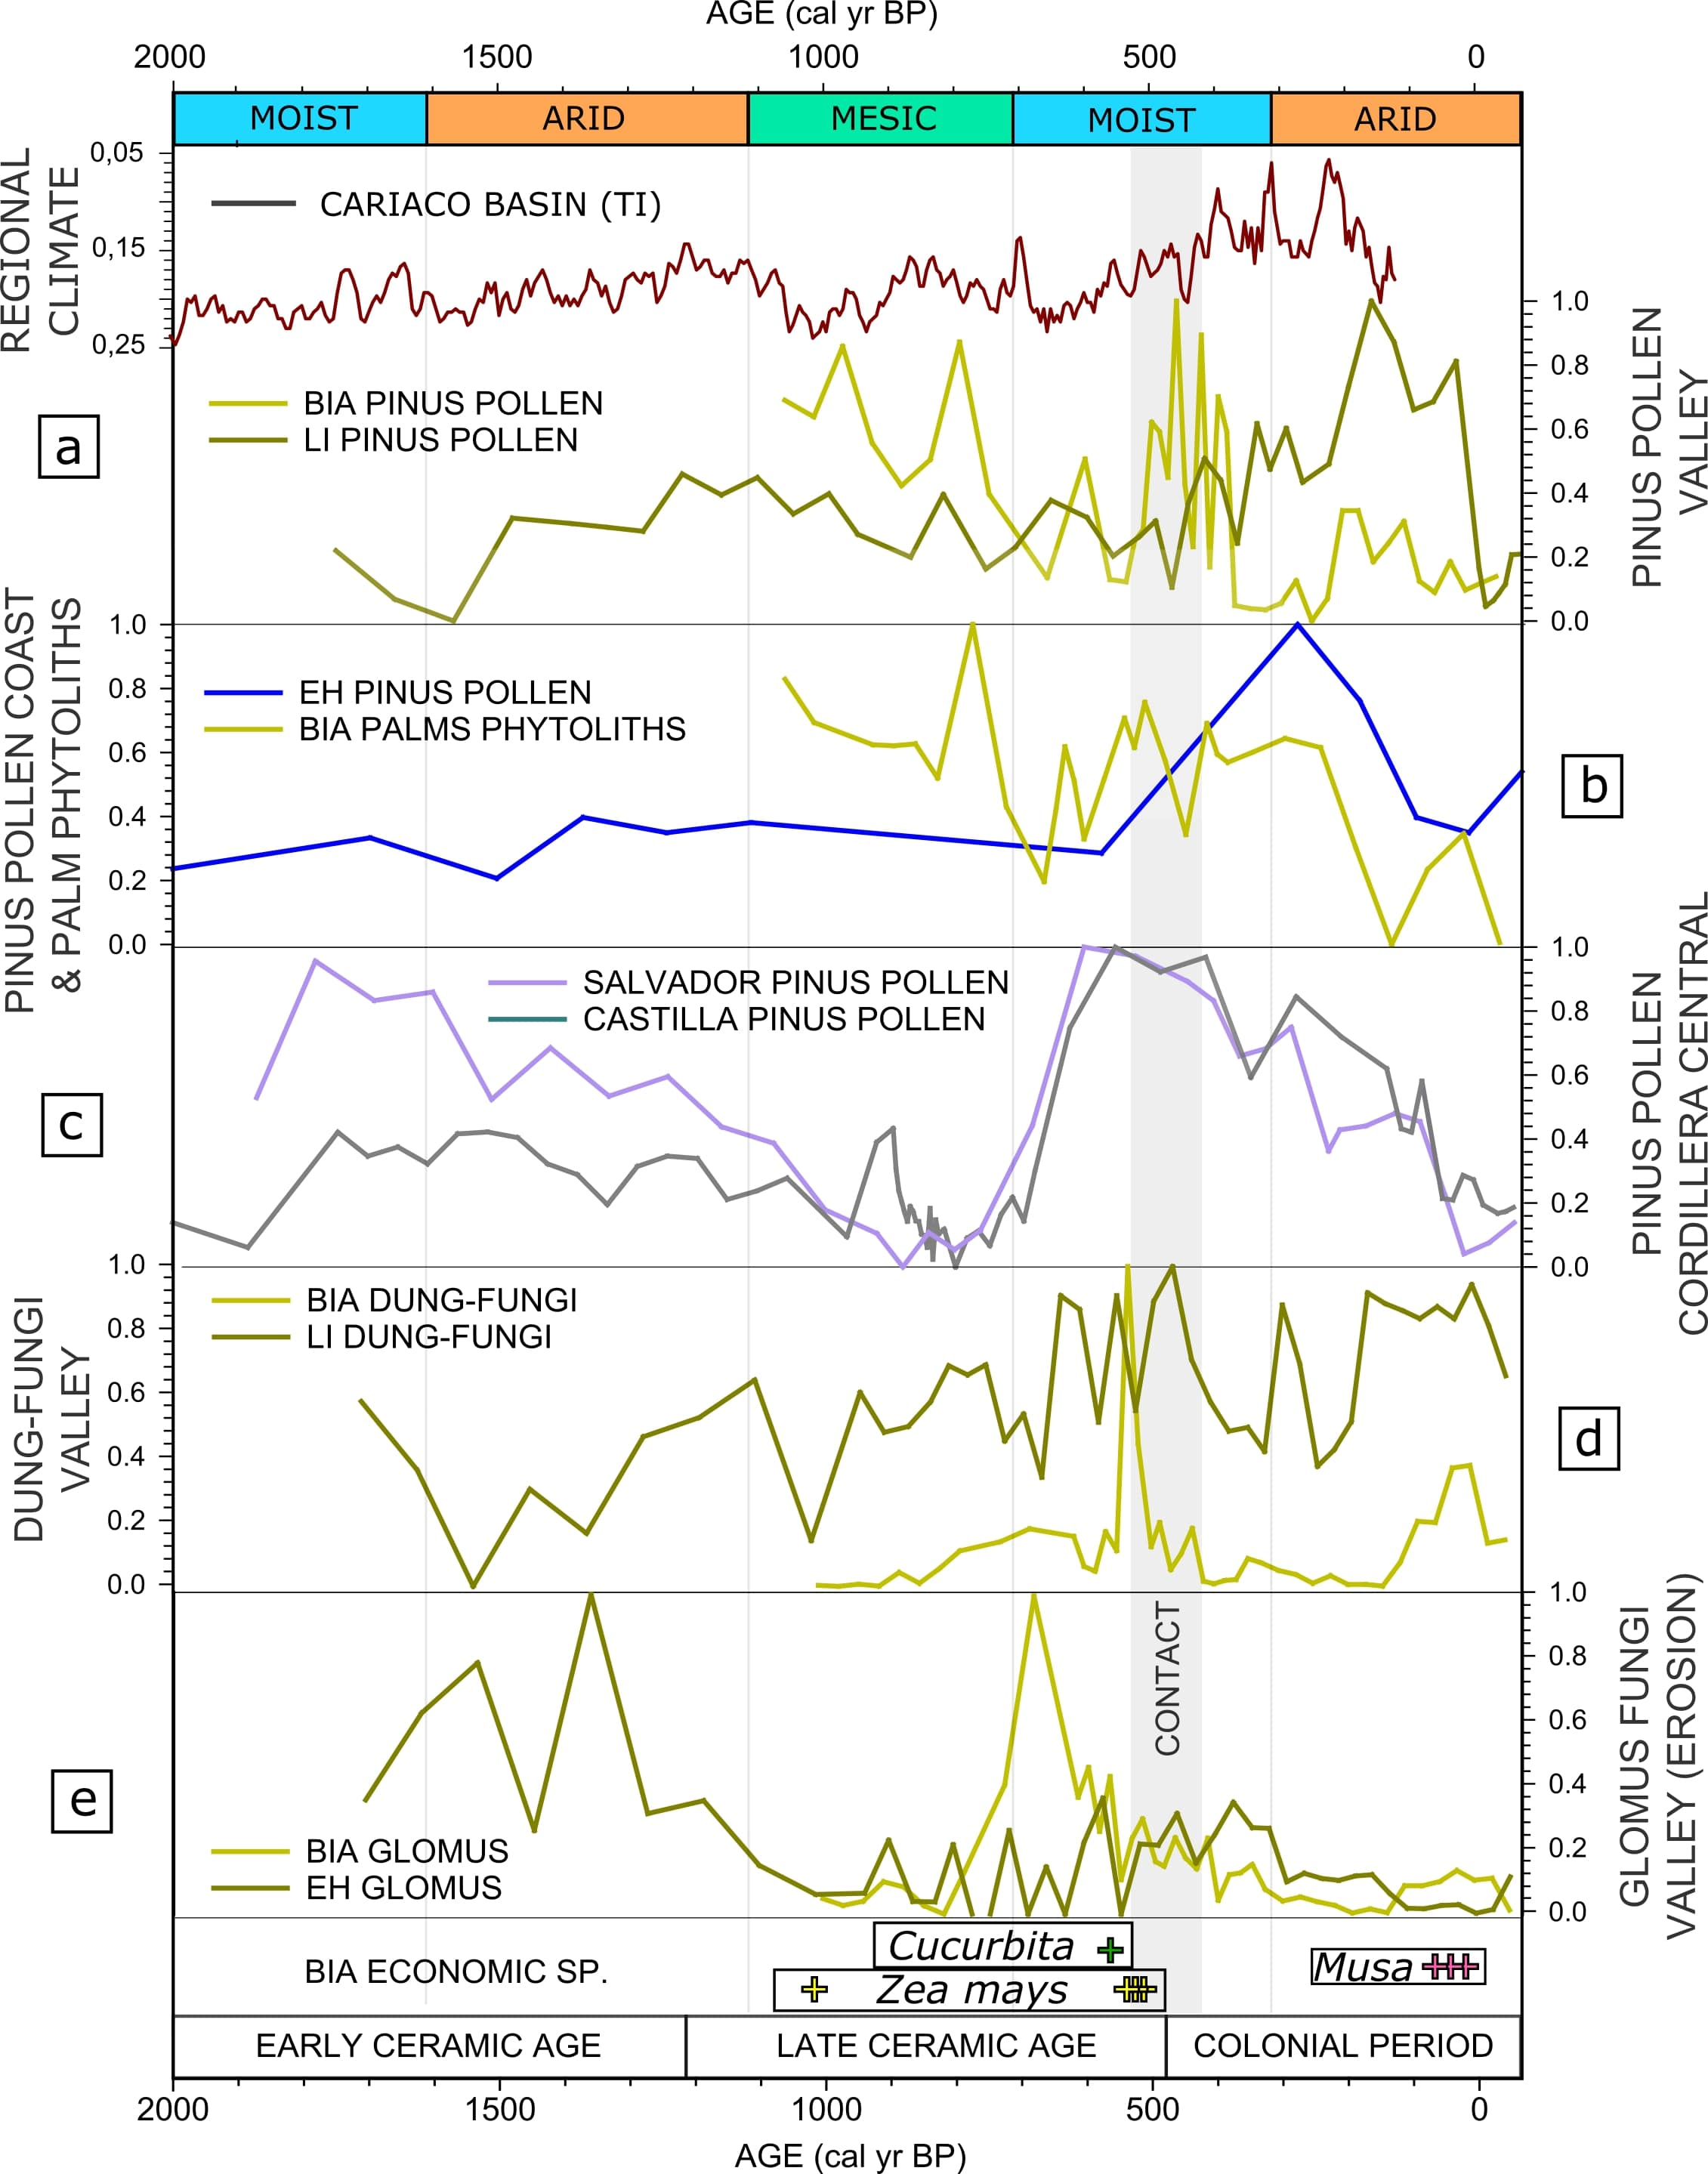 AGE (cal yr BP)
2000 1500 1000 500 0
MOIST ARID MESIC MOIST ARID
REGIONAL
CLIMATE
0,05
0,15
0,25
CARIACO BASIN (TI)
a
BIA PINUS POLLEN
LI PINUS POLLEN
1.0
0.8
0.6
0.4
0.2
0.0
PINUS POLLEN
VALLEY
PINUS POLLEN COAST
& PALM PHYTOLITHS
1.0
0.8
0.6
0.4
0.2
0.0
EH PINUS POLLEN
BIA PALMS PHYTOLITHS
b
c
SALVADOR PINUS POLLEN
CASTILLA PINUS POLLEN
1.0
0.8
0.6
0.4
0.2
0.0
PINUS POLLEN
CORDILLERA CENTRAL
DUNG-FUNGI
VALLEY
1.0
0.8
0.6
0.4
0.2
0.0
BIA DUNG-FUNGI
LI DUNG-FUNGI
d
e
BIA GLOMUS
EH GLOMUS
CONTACT
1.0
0.8
0.6
0.4
0.2
0.0
GLOMUS FUNGI
VALLEY (EROSION)
BIA ECONOMIC SP.
Cucurbita
Zea mays
Musa
EARLY CERAMIC AGE LATE CERAMIC AGE COLONIAL PERIOD
2000 1500 1000 500 0
AGE (cal yr BP)